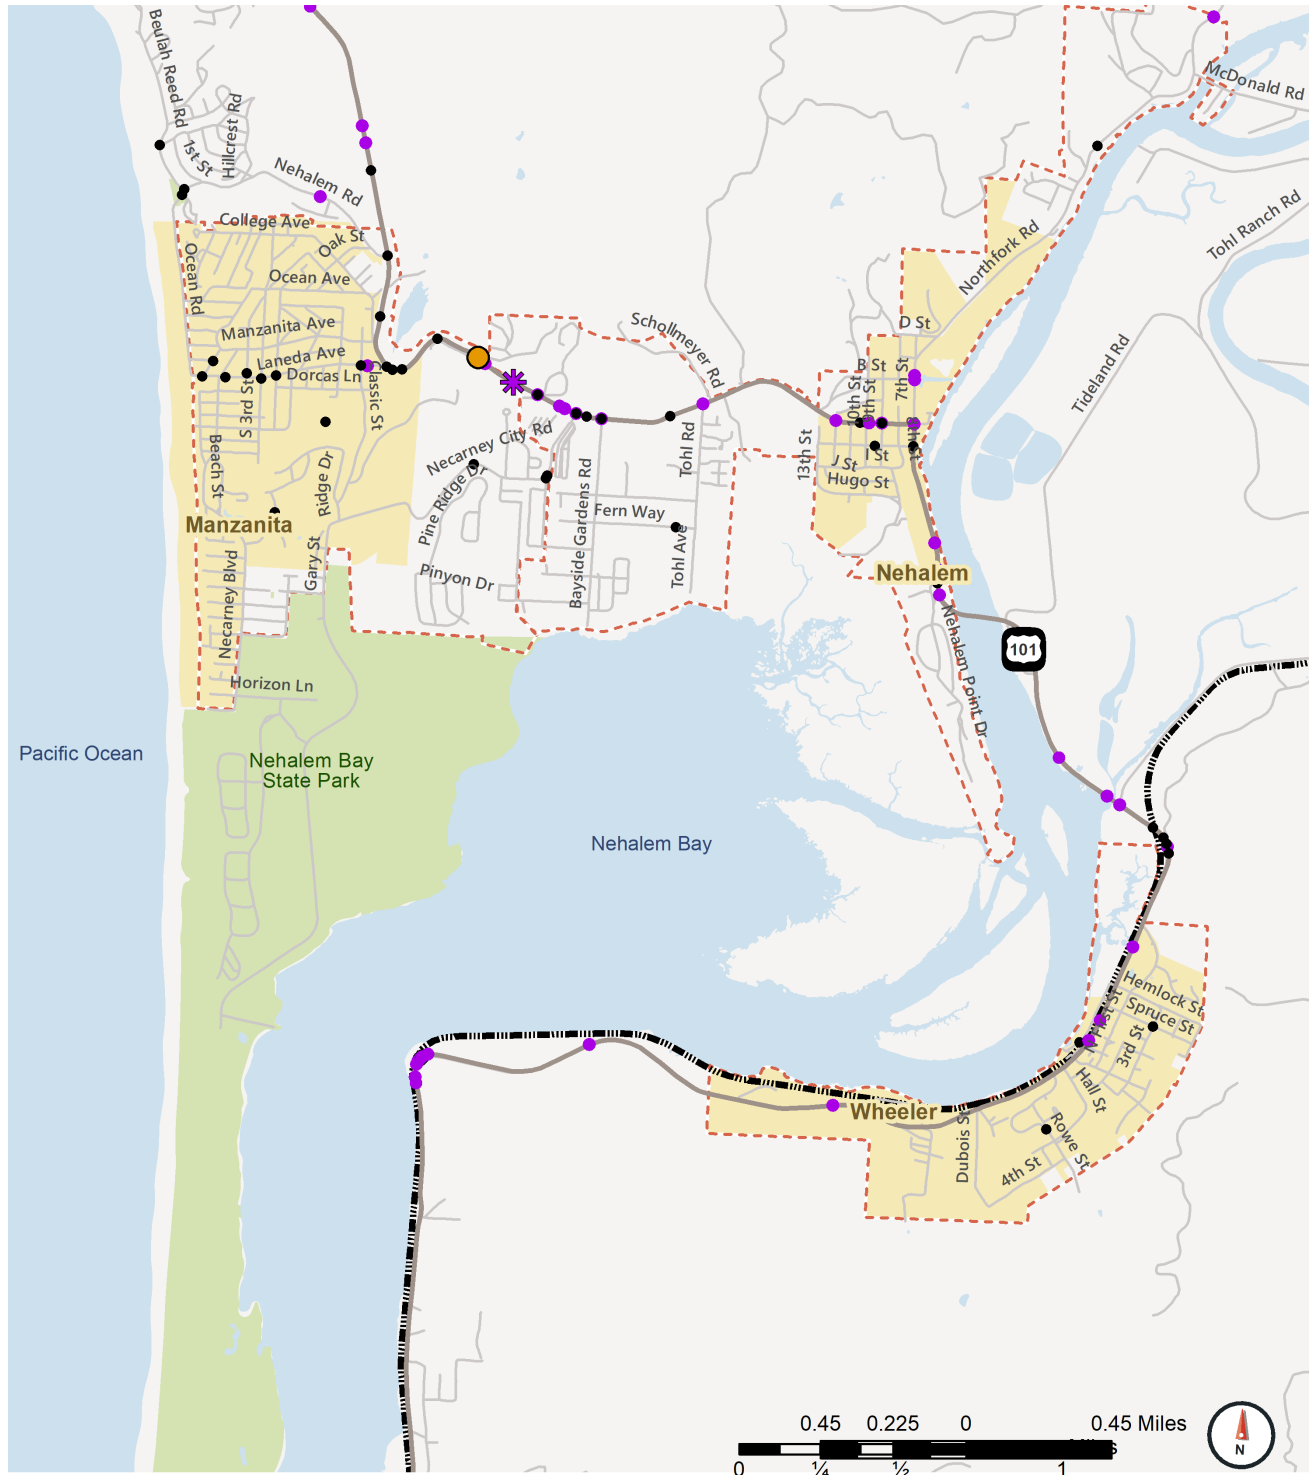 Beulah Reed Rd
McDonald Rd
Hillcrest Rd
1st St
Nehalem Rd
Tohl Ranch Rd
College Ave
Oak St
Northfork Rd
Ocean Rd
Ocean Ave
Manzanita Ave
Schollmeyer Rd
D St
Laneda Ave
Dorcas Ln
Classic St
B St
7th St
Tideland Rd
S 3rd St
10th St
9th St
8th St
Beach St
Necarney City Rd
Tohl Rd
13th St
I St
J St
Hugo St
Ridge Dr
Pine Ridge Dr
Bayside Gardens Rd
Fern Way
Manzanita
Tohl Ave
Gary St
Pinyon Dr
Nehalem
Necarney Blvd
Nehalem Point Dr
101
Horizon Ln
Pacific Ocean
Nehalem Bay
State Park
Nehalem Bay
Hemlock St
Spruce St
N First St
3rd St
Hall St
Wheeler
Rowe St
Dubois St
4th St
0.45 0.225 0 0.45 Miles
0 ¼ ½ 1
N